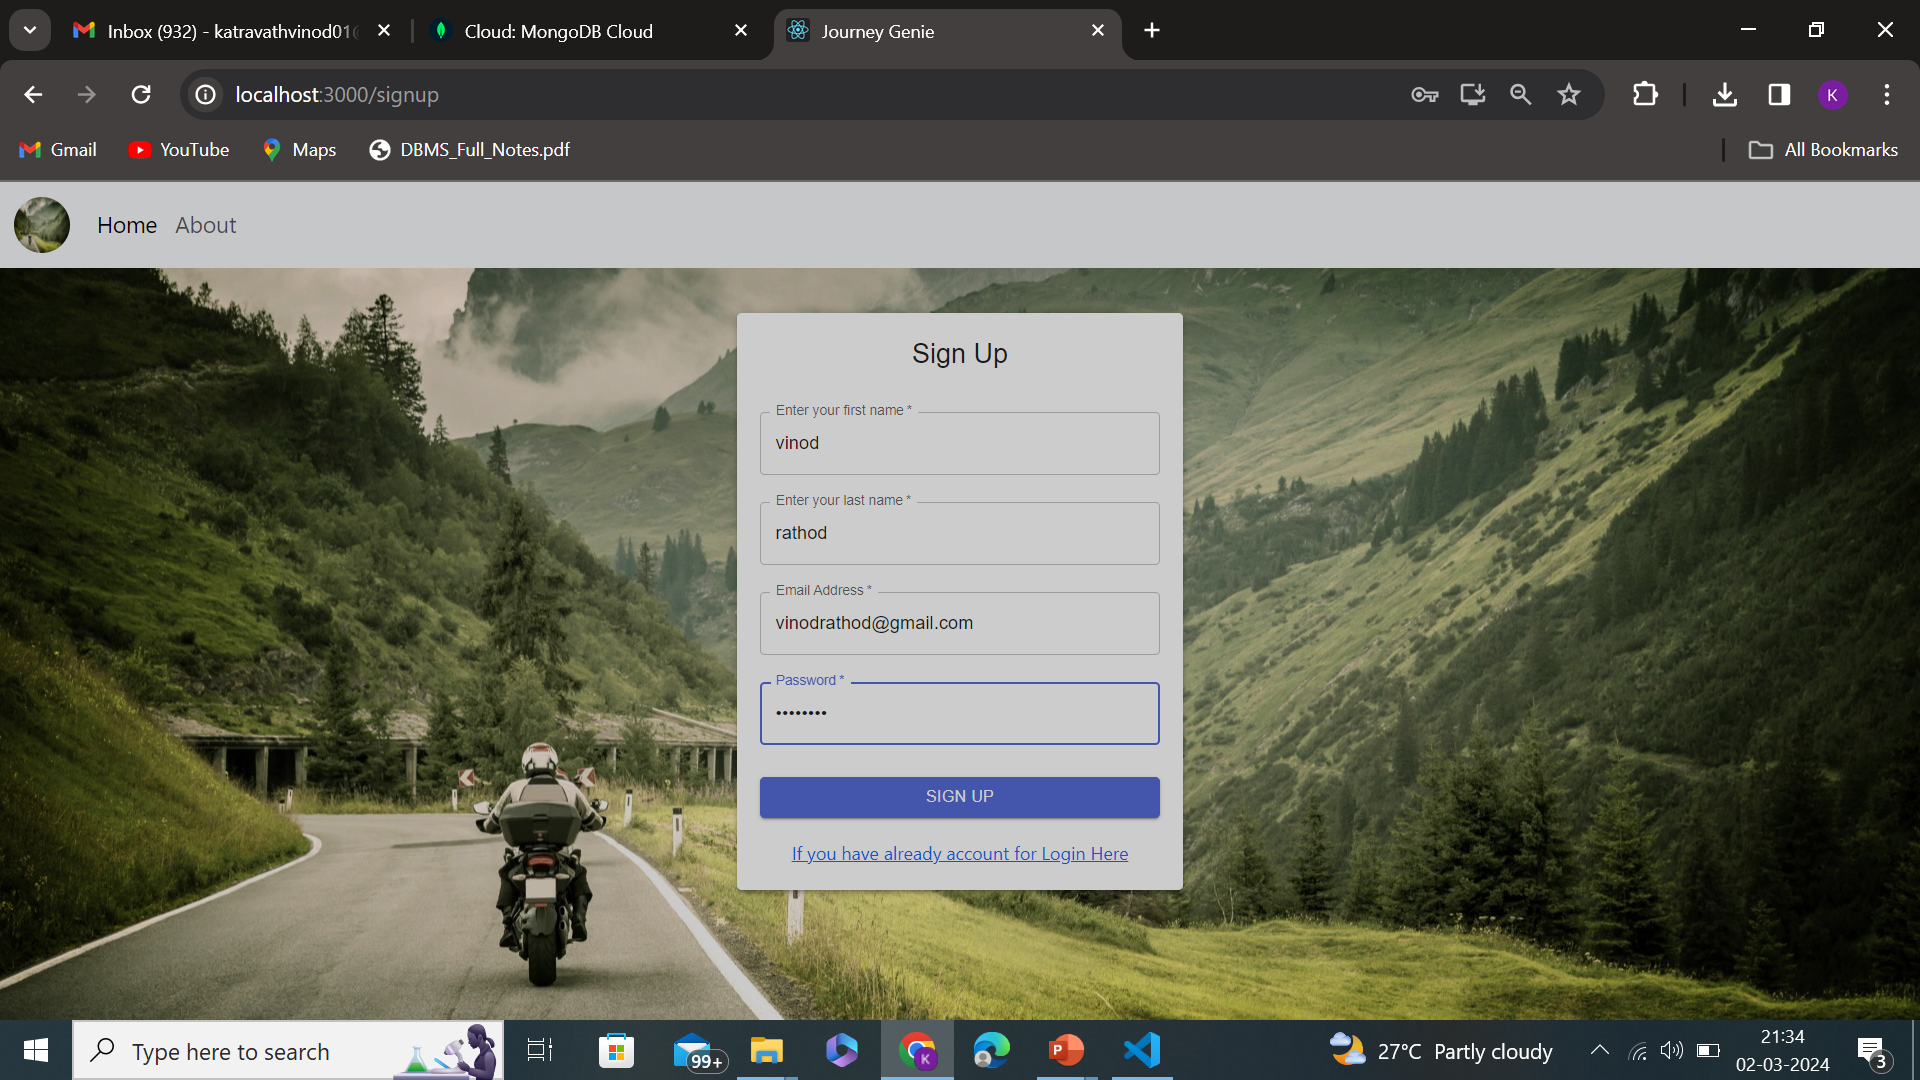 Inbox (932) - katravathvinod01@
Cloud: MongoDB Cloud
Journey Genie
localhost:3000/signup
K
Gmail
YouTube
Maps
DBMS_Full_Notes.pdf
All Bookmarks
Home
About
Sign Up
Enter your first name *
vinod
Enter your last name *
rathod
Email Address *
vinodrathod@gmail.com
Password *
••••••••
SIGN UP
If you have already account for Login Here
Type here to search
99+
K
P
27°C Partly cloudy
21:34
02-03-2024
3